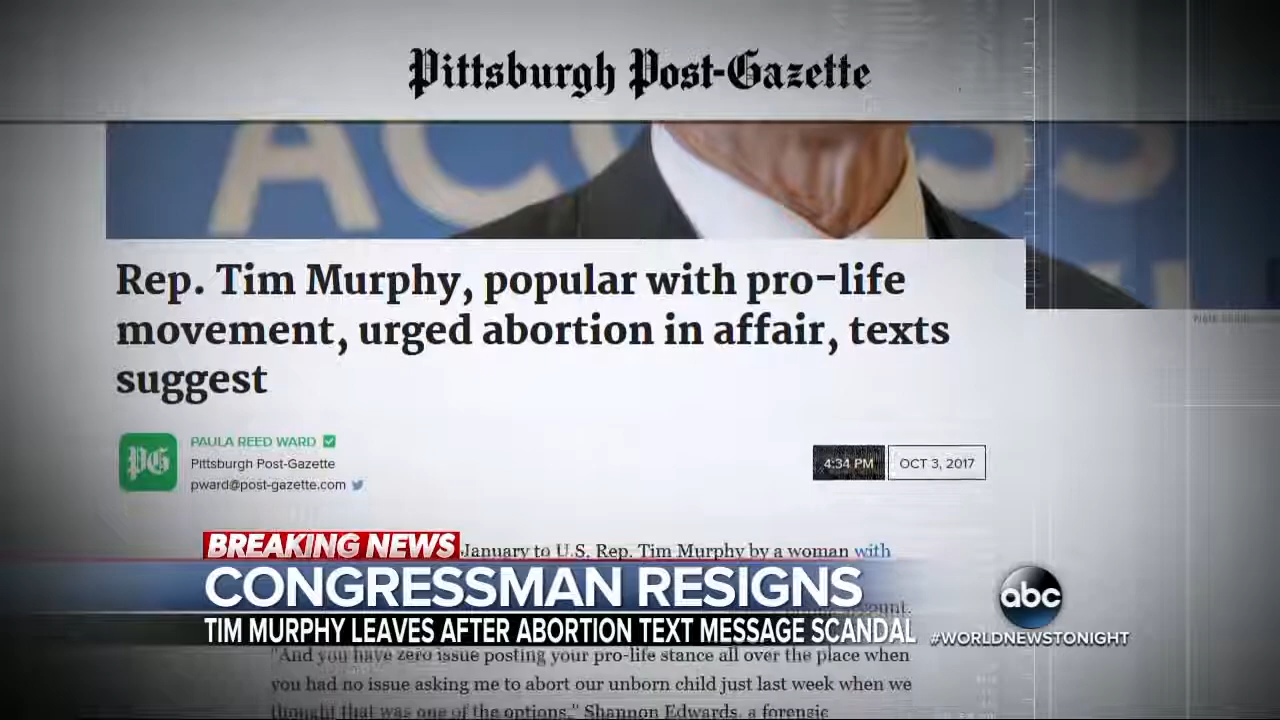 Pittsburgh Post-Gazette
ACCESS
Rep. Tim Murphy, popular with pro-life
movement, urged abortion in affair, texts
suggest
PG
PAULA REED WARD
Pittsburgh Post-Gazette
pward@post-gazette.com
4:34 PM
OCT 3, 2017
BREAKING NEWS
January to U.S. Rep. Tim Murphy by a woman with
CONGRESSMAN RESIGNS
account.
abc
TIM MURPHY LEAVES AFTER ABORTION TEXT MESSAGE SCANDAL
#WORLDNEWSTONIGHT
"And you have zero issue posting your pro-life stance all over the place when
you had no issue asking me to abort our unborn child just last week when we
thought that was one of the options," Shannon Edwards, a forensic